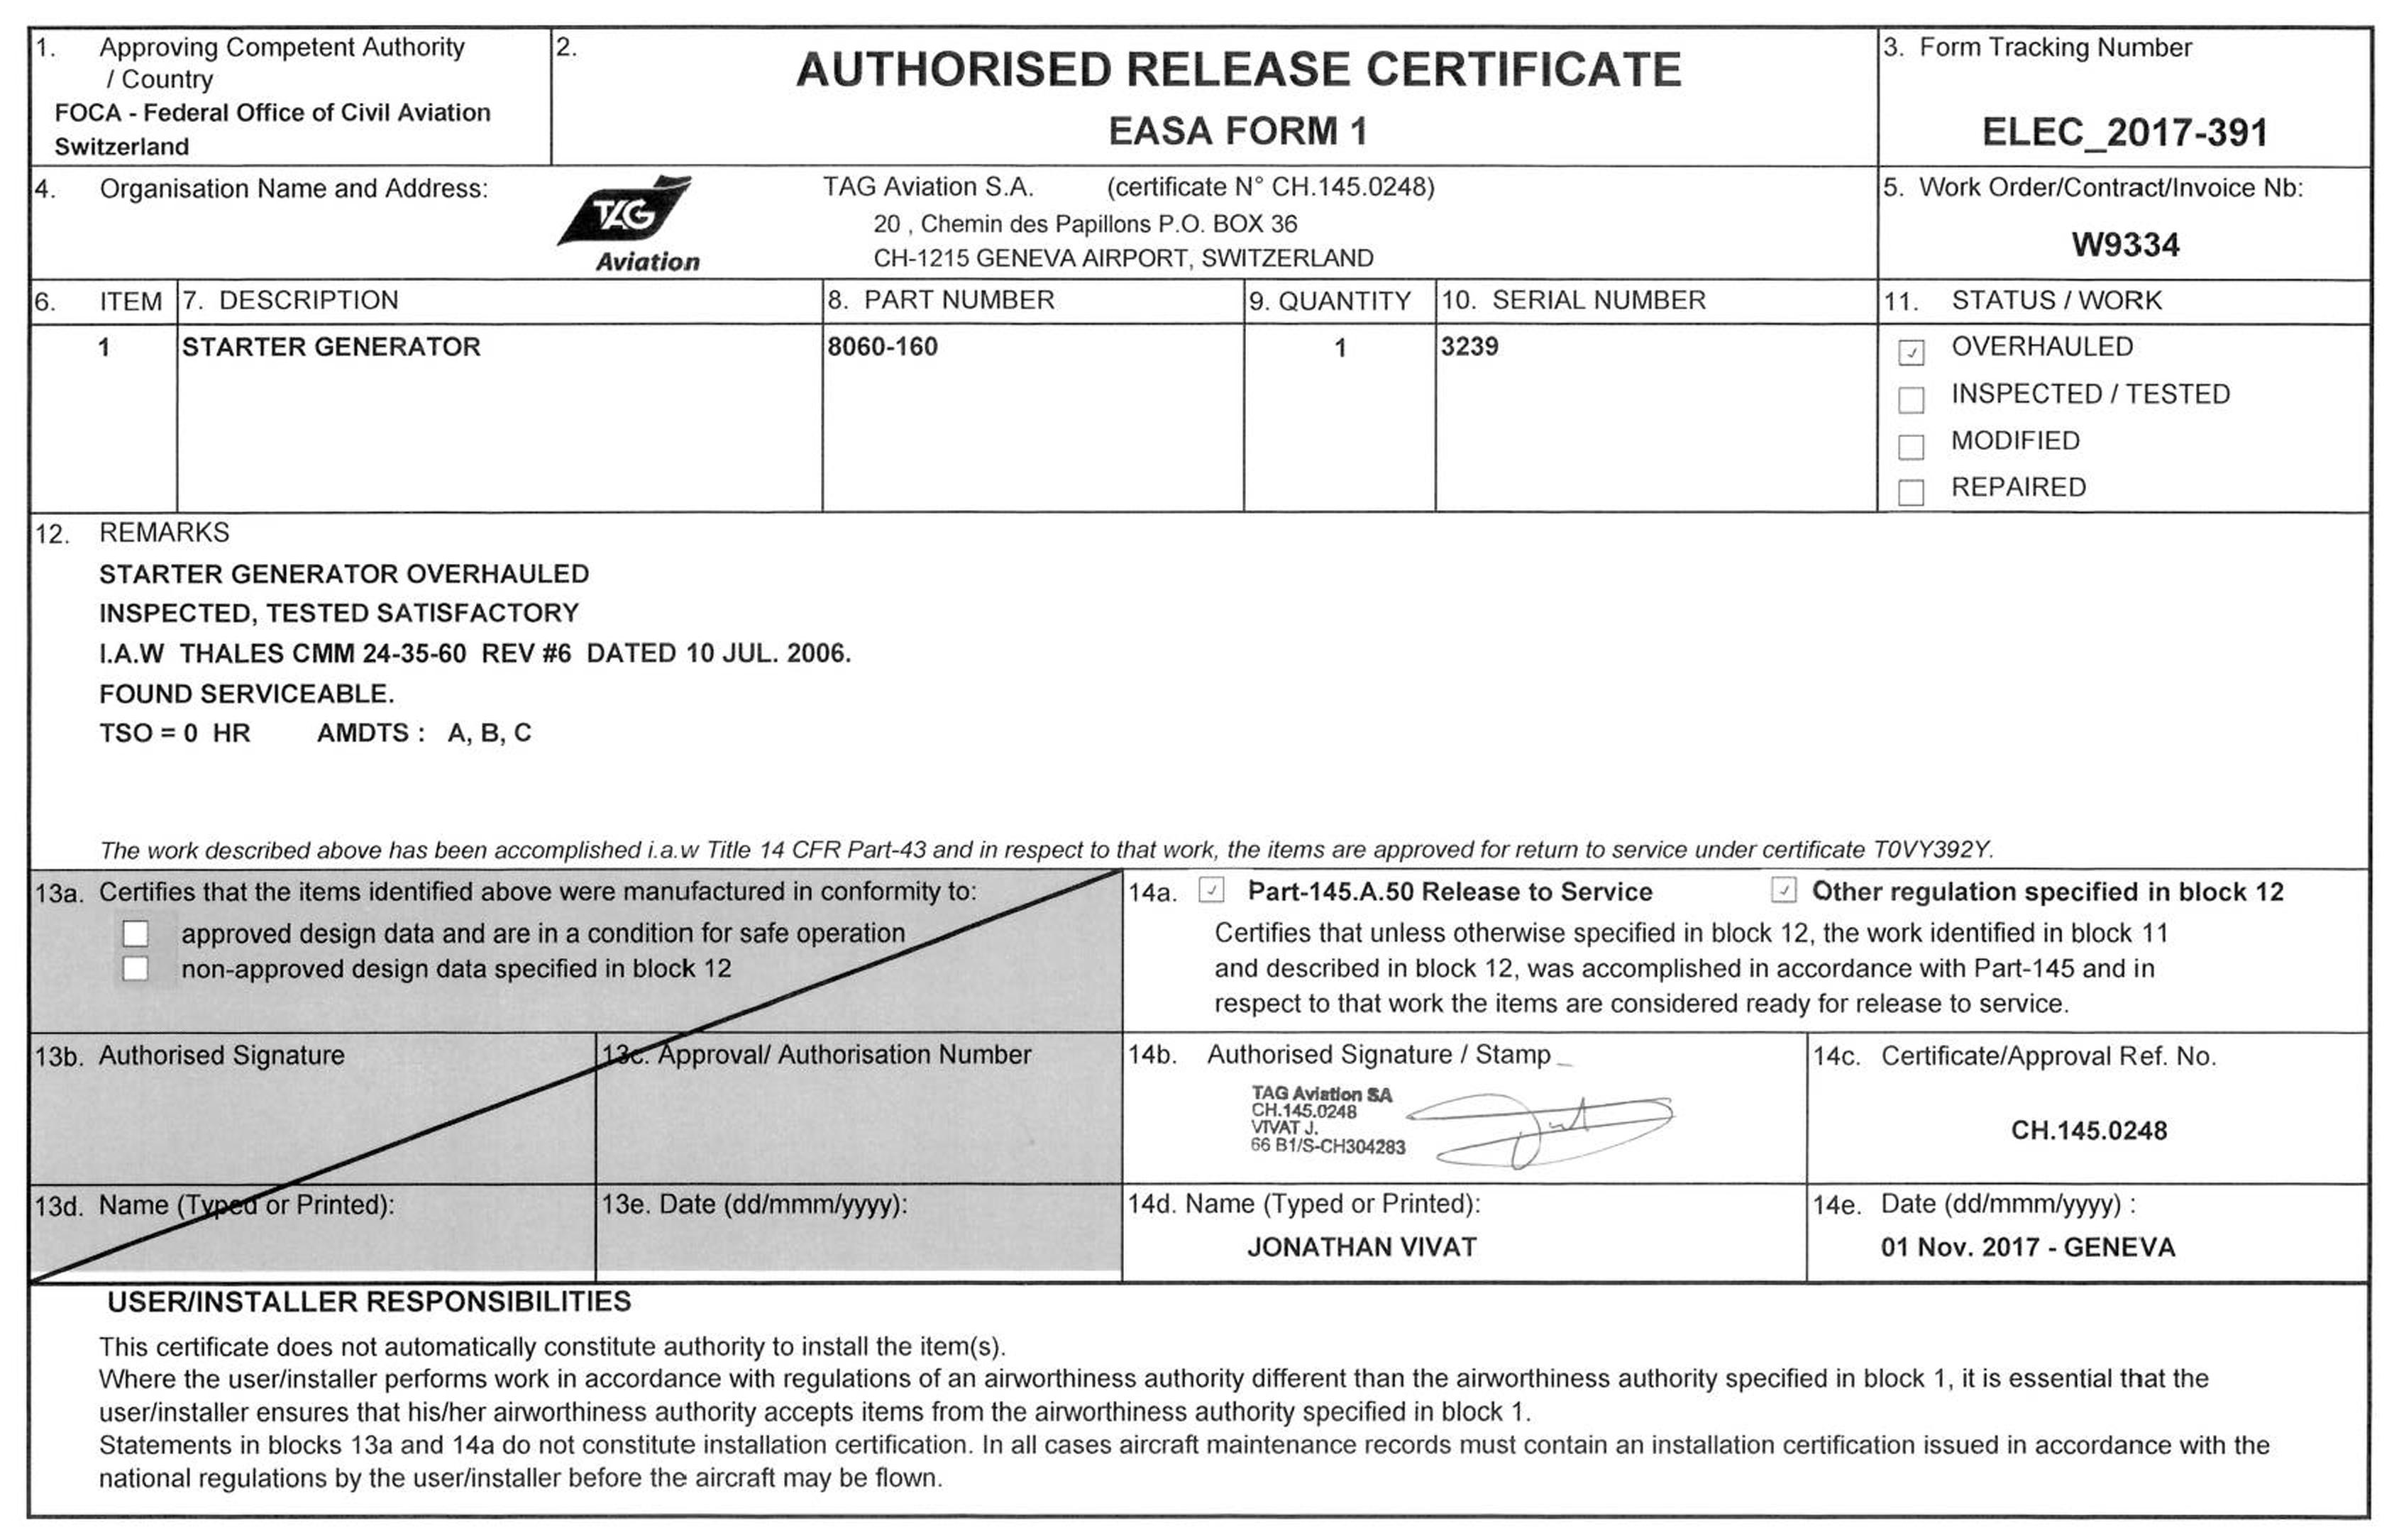 1. Approving Competent Authority
/ Country
FOCA - Federal Office of Civil Aviation
Switzerland
2.
AUTHORISED RELEASE CERTIFICATE
EASA FORM 1
3. Form Tracking Number
ELEC_2017-391
4. Organisation Name and Address:
TAG
Aviation
TAG Aviation S.A. (certificate N° CH.145.0248)
20 , Chemin des Papillons P.O. BOX 36
CH-1215 GENEVA AIRPORT, SWITZERLAND
5. Work Order/Contract/Invoice Nb:
W9334
6. ITEM 7. DESCRIPTION 8. PART NUMBER 9. QUANTITY 10. SERIAL NUMBER 11. STATUS / WORK
1 STARTER GENERATOR 8060-160 1 3239
☑ OVERHAULED
☐ INSPECTED / TESTED
☐ MODIFIED
☐ REPAIRED
12. REMARKS
STARTER GENERATOR OVERHAULED
INSPECTED, TESTED SATISFACTORY
I.A.W THALES CMM 24-35-60 REV #6 DATED 10 JUL. 2006.
FOUND SERVICEABLE.
TSO = 0 HR AMDTS : A, B, C
The work described above has been accomplished i.a.w Title 14 CFR Part-43 and in respect to that work, the items are approved for return to service under certificate T0VY392Y.
13a. Certifies that the items identified above were manufactured in conformity to:
☐ approved design data and are in a condition for safe operation
☐ non-approved design data specified in block 12
14a. ☑ Part-145.A.50 Release to Service ☑ Other regulation specified in block 12
Certifies that unless otherwise specified in block 12, the work identified in block 11
and described in block 12, was accomplished in accordance with Part-145 and in
respect to that work the items are considered ready for release to service.
13b. Authorised Signature
13c. Approval/ Authorisation Number
14b. Authorised Signature / Stamp
TAG Aviation SA
CH.145.0248
VIVAT J.
66 B1/S-CH304283
14c. Certificate/Approval Ref. No.
CH.145.0248
13d. Name (Typed or Printed):
13e. Date (dd/mmm/yyyy):
14d. Name (Typed or Printed):
JONATHAN VIVAT
14e. Date (dd/mmm/yyyy) :
01 Nov. 2017 - GENEVA
USER/INSTALLER RESPONSIBILITIES
This certificate does not automatically constitute authority to install the item(s).
Where the user/installer performs work in accordance with regulations of an airworthiness authority different than the airworthiness authority specified in block 1, it is essential that the
user/installer ensures that his/her airworthiness authority accepts items from the airworthiness authority specified in block 1.
Statements in blocks 13a and 14a do not constitute installation certification. In all cases aircraft maintenance records must contain an installation certification issued in accordance with the
national regulations by the user/installer before the aircraft may be flown.